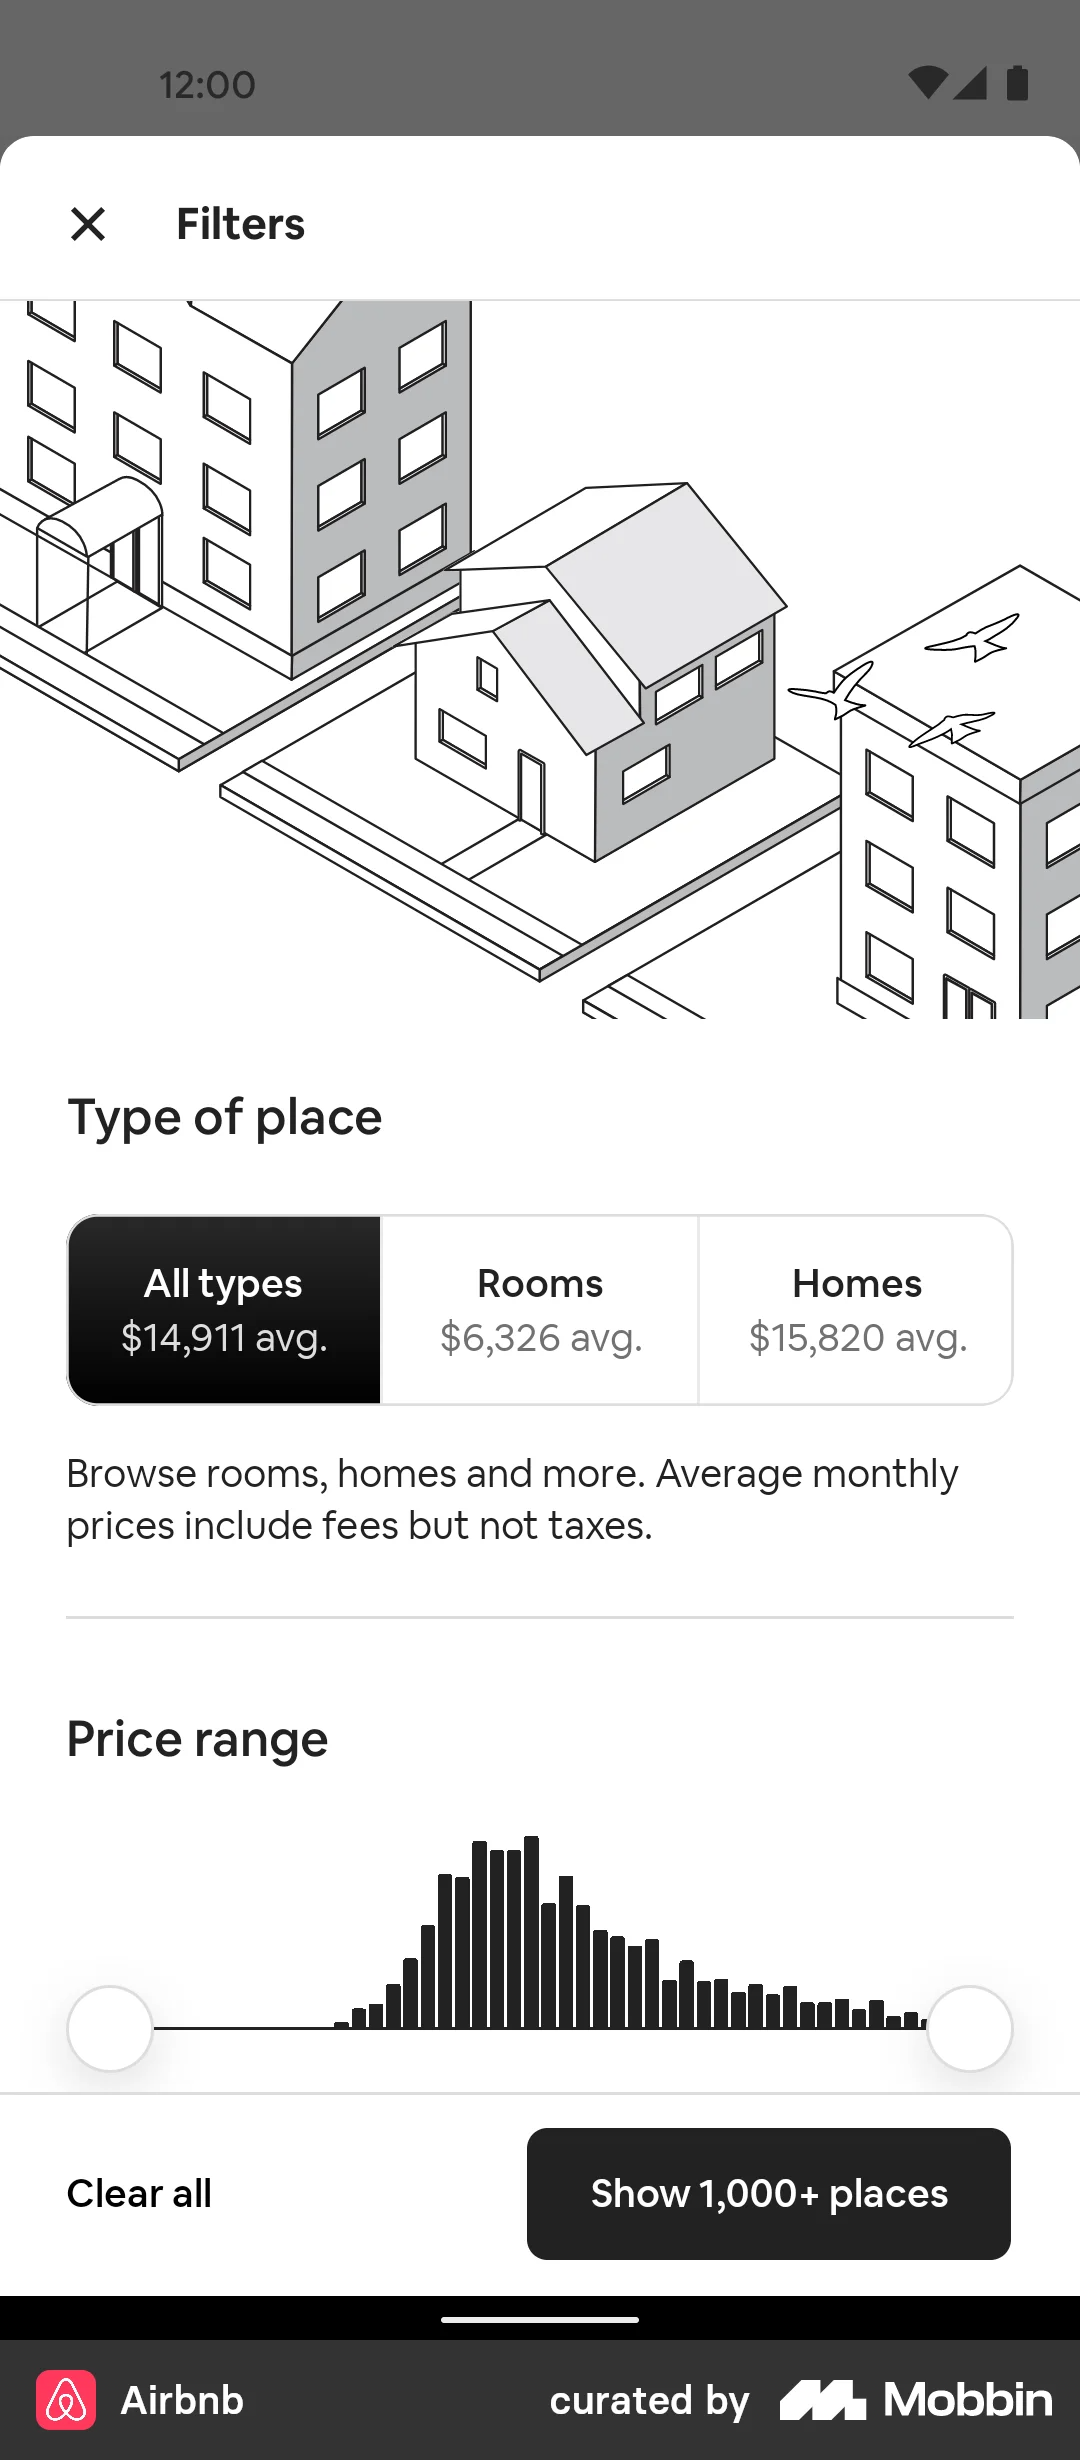 12:00
Filters
Type of place
All types
$14,911 avg.
Rooms
$6,326 avg.
Homes
$15,820 avg.
Browse rooms, homes and more. Average monthly
prices include fees but not taxes.
Price range
Clear all
Show 1,000+ places
Airbnb
curated by
Mobbin